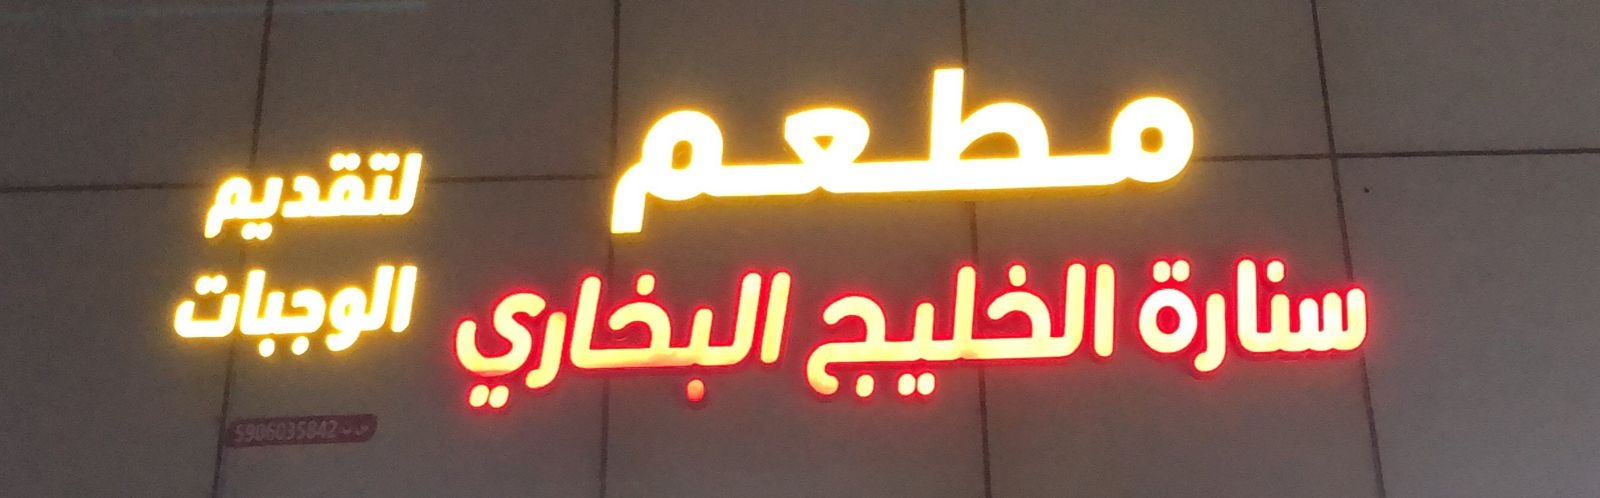 مطعم
سنارة الخليج البخاري
لتقديم
الوجبات
س.ت 5906035842